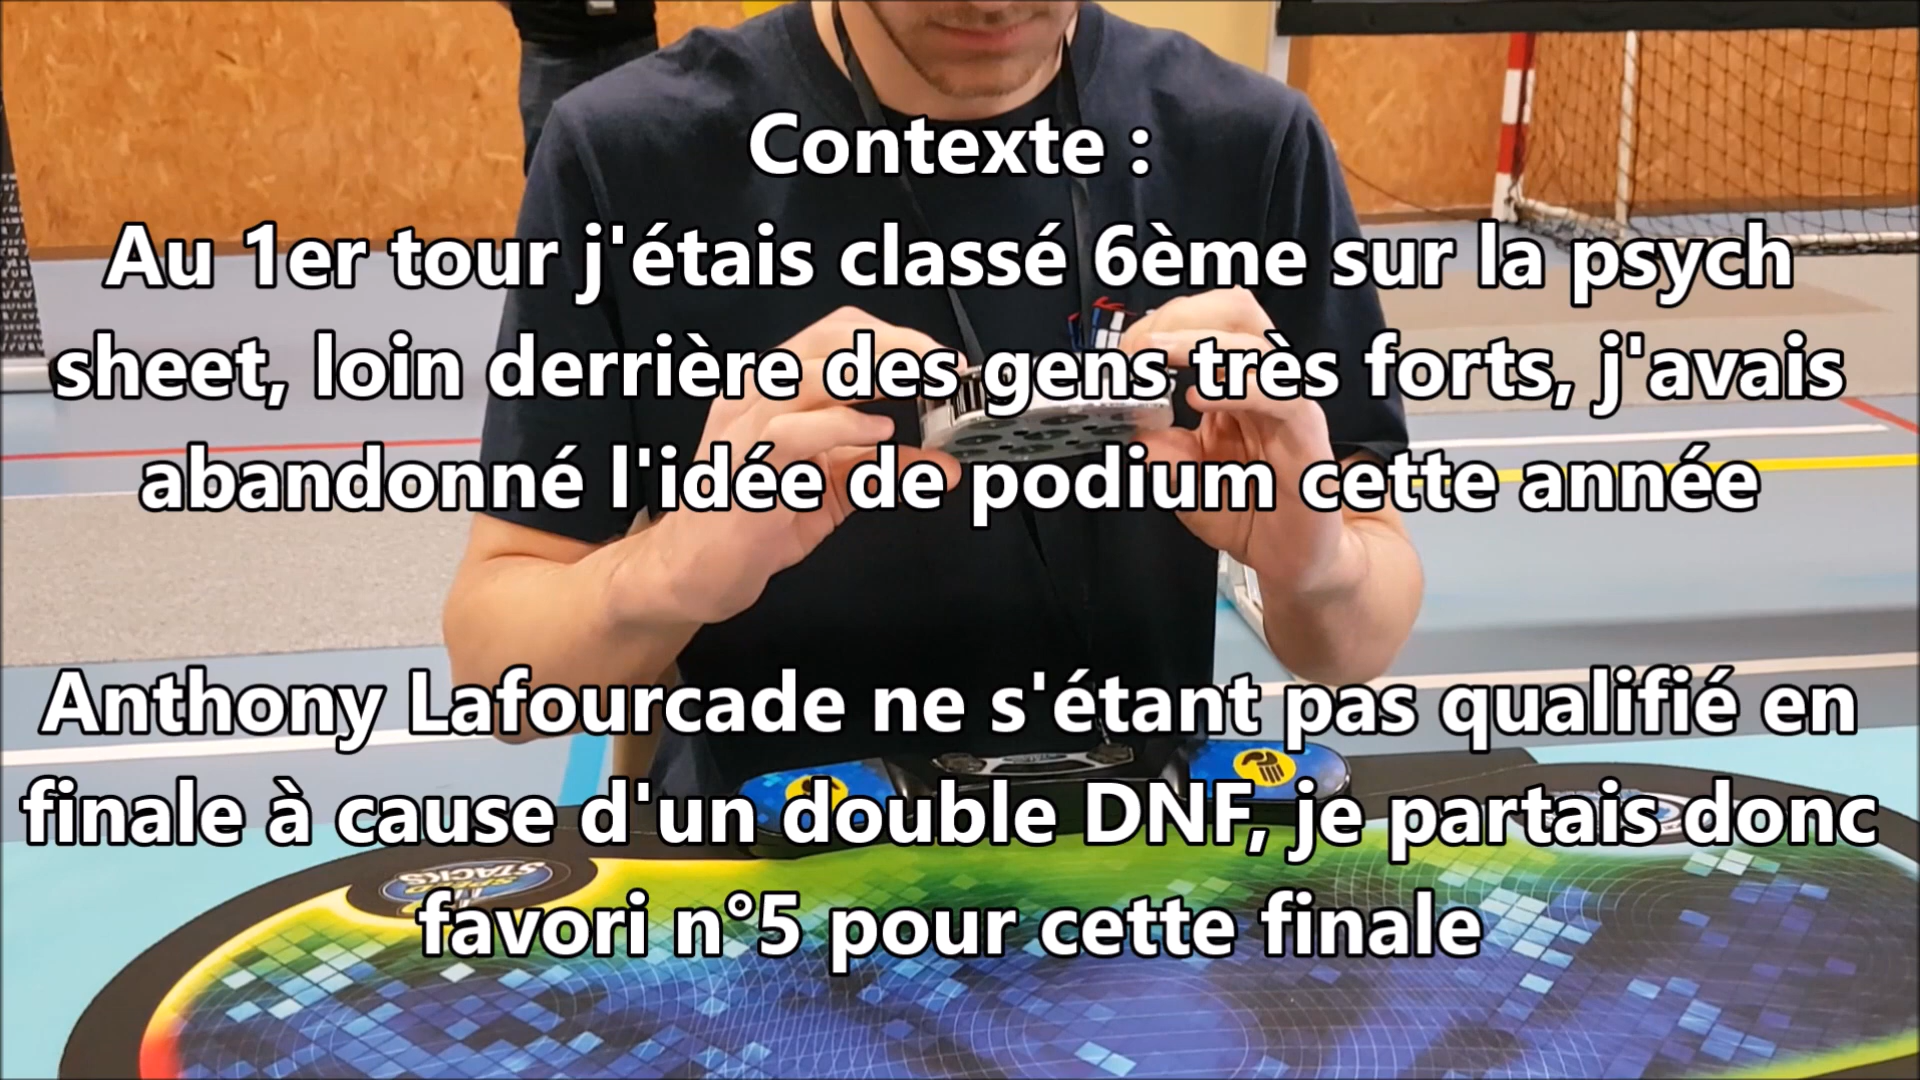 Contexte :
Au 1er tour j'étais classé 6ème sur la psych
sheet, loin derrière des gens très forts, j'avais
abandonné l'idée de podium cette année
Anthony Lafourcade ne s'étant pas qualifié en
finale à cause d'un double DNF, je partais donc
favori n°5 pour cette finale
SPEED
STACKS